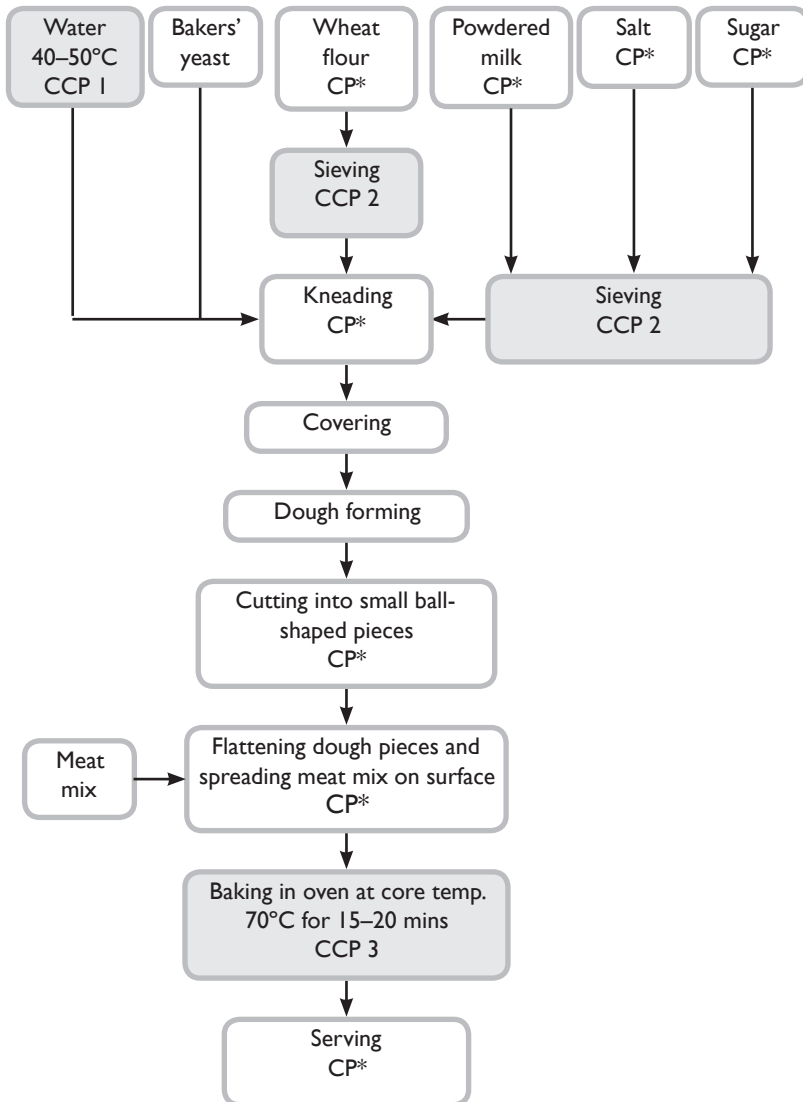 Water
40–50ºC
CCP 1
Bakers’
yeast
Wheat
flour
CP*
Powdered
milk
CP*
Salt
CP*
Sugar
CP*
Sieving
CCP 2
Kneading
CP*
Sieving
CCP 2
Covering
Dough forming
Cutting into small ball-
shaped pieces
CP*
Meat
mix
Flattening dough pieces and
spreading meat mix on surface
CP*
Baking in oven at core temp.
70ºC for 15–20 mins
CCP 3
Serving
CP*